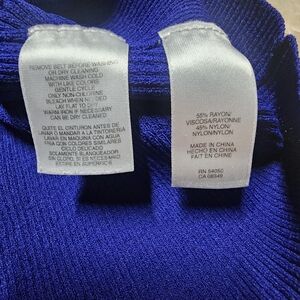 REMOVE BELT BEFORE WASHING
OR DRY CLEANING
MACHINE WASH COLD
WITH LIKE COLORS
GENTLE CYCLE
ONLY NON-CHLORINE
BLEACH WHEN NEEDED
LAY FLAT TO DRY
WARM IRON IF NECESSARY
CAN BE DRY CLEANED
QUITE EL CINTURON ANTES DE
LAVAR O MANDAR A LA TINTORERIA
LAVAR EN MAQUINA CON AGUA
FRIA CON COLORES SIMILARES
CICLO DELICADO
SOLAMENTE BLANQUEADOR
SIN CLORO, SI ES NECESARIO
55% RAYON/
VISCOSA/RAYONNE
45% NYLON/
NYLON/NYLON
MADE IN CHINA
HECHO EN CHINA
FAIT EN CHINE
RN 54050
CA 08949